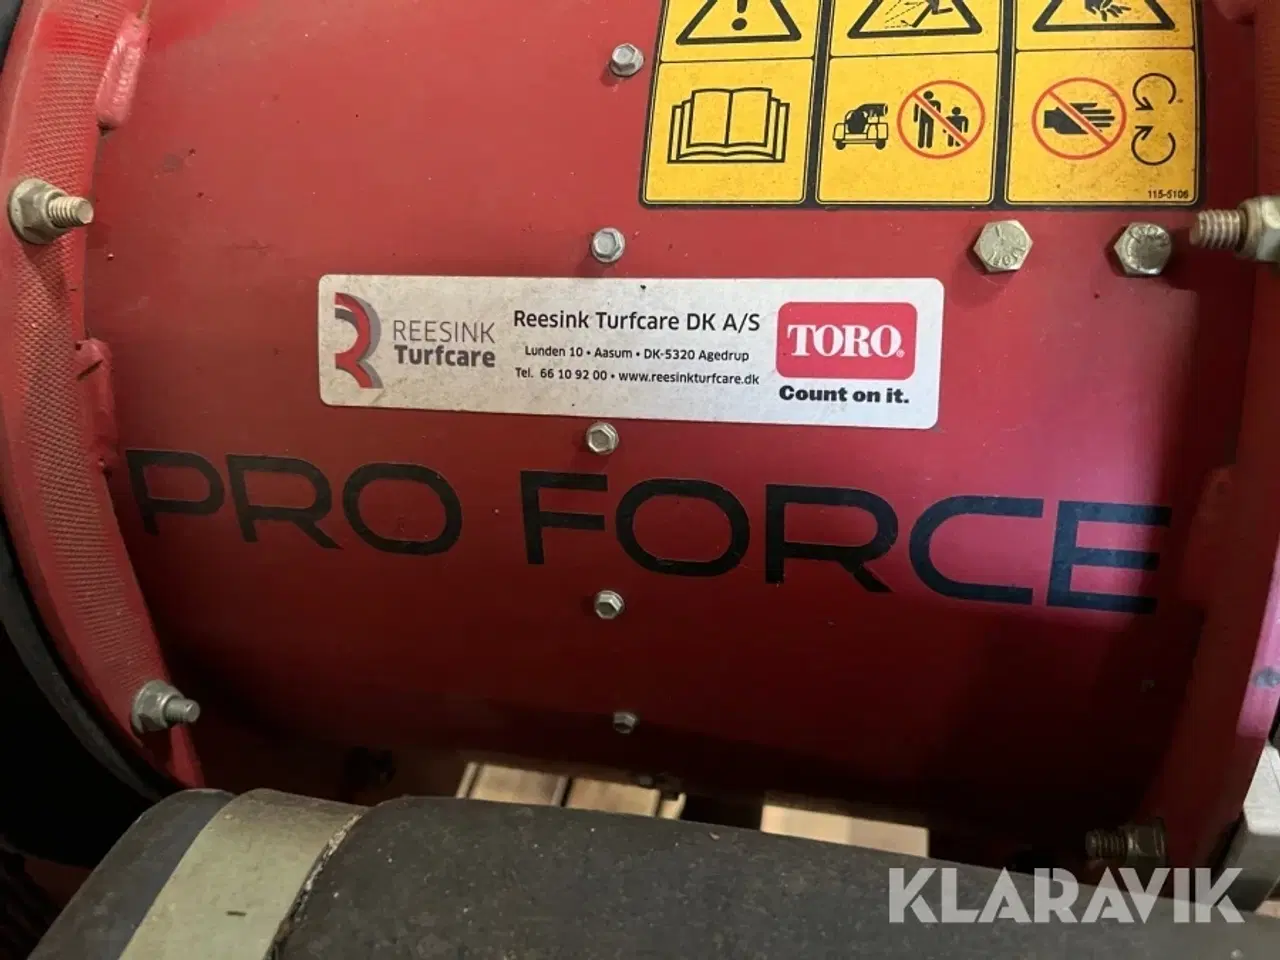 115-5106
REESINK
Turfcare
Reesink Turfcare DK A/S
Lunden 10 • Aasum • DK-5320 Agedrup
Tel. 66 10 92 00 • www.reesinkturfcare.dk
TORO®
Count on it.
PRO FORCE
KLARAVIK